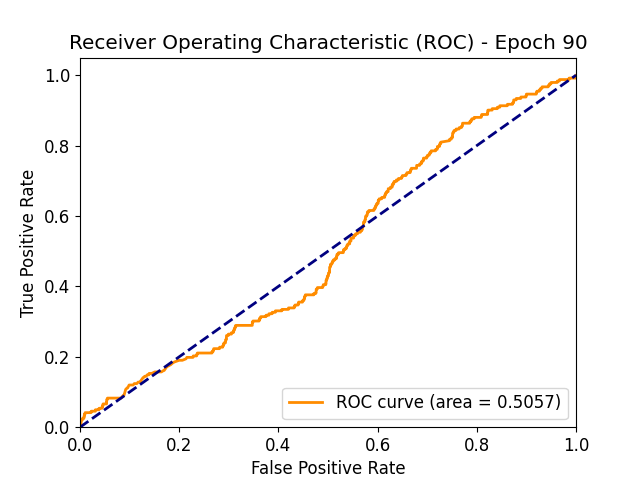 Receiver Operating Characteristic (ROC) - Epoch 90
1.0
0.8
0.6
0.4
0.2
0.0
True Positive Rate
ROC curve (area = 0.5057)
0.0 0.2 0.4 0.6 0.8 1.0
False Positive Rate